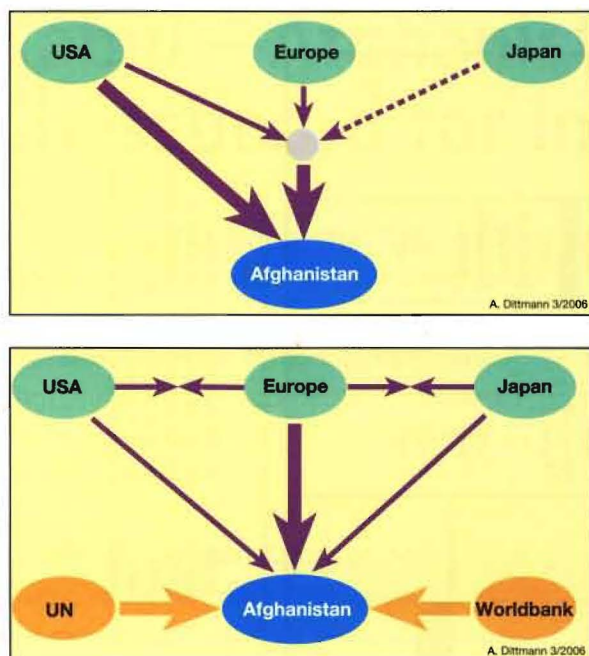 USA Europe Japan
Afghanistan
A. Dittmann 3/2006
USA Europe Japan
UN Afghanistan Worldbank
A. Dittmann 3/2006